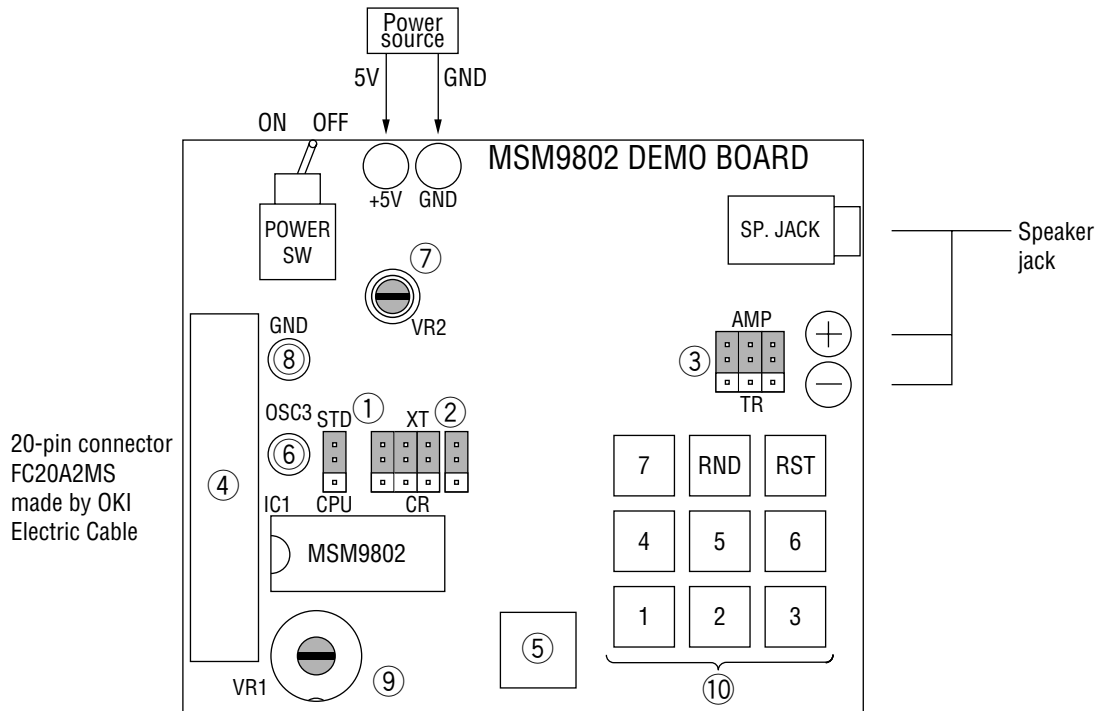 Power
source
5V GND
ON OFF
MSM9802 DEMO BOARD
+5V GND
POWER
SW
SP. JACK
Speaker
jack
⑦
VR2
GND
⑧
AMP
③
+
−
TR
OSC3
⑥
STD ① XT ②
20-pin connector
FC20A2MS
made by OKI
Electric Cable
④
IC1 CPU CR
MSM9802
7 RND RST
4 5 6
1 2 3
⑤
VR1 ⑨
⑩